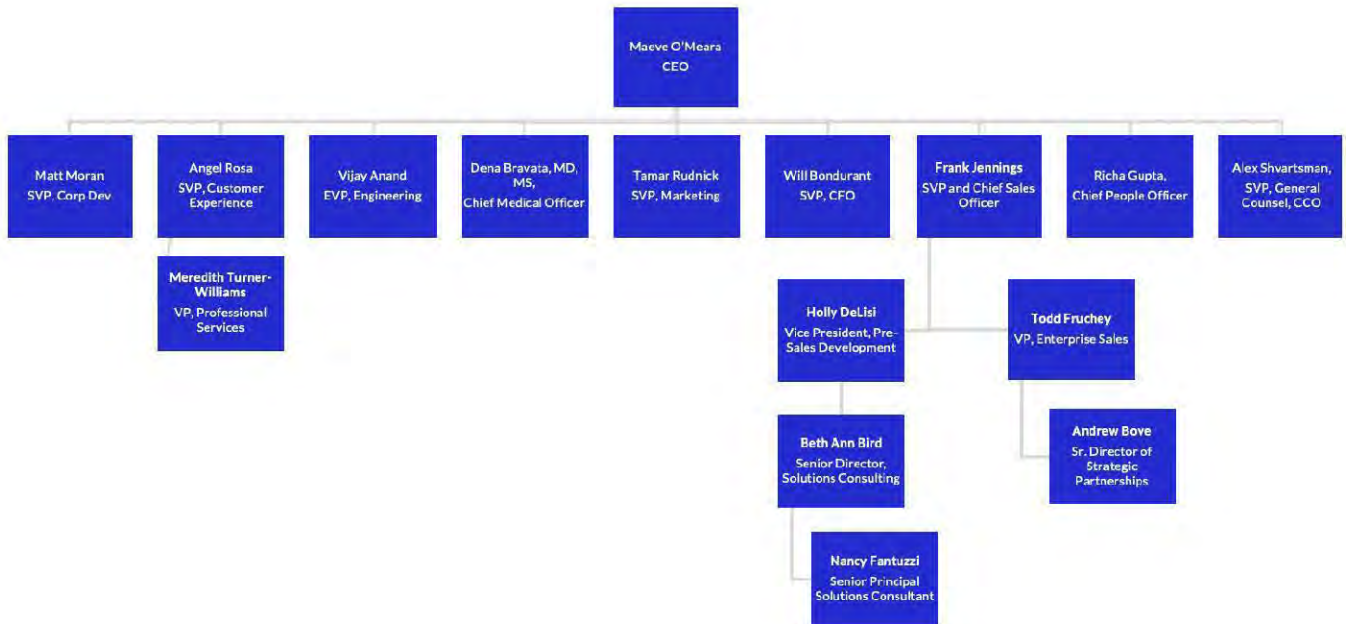 Maeve O'Meara
CEO
Matt Moran
SVP, Corp Dev
Angel Rosa
SVP, Customer
Experience
Vijay Anand
EVP, Engineering
Dena Bravata, MD,
MS,
Chief Medical Officer
Tamar Rudnick
SVP, Marketing
Will Bondurant
SVP, CFO
Frank Jennings
SVP and Chief Sales
Officer
Richa Gupta,
Chief People Officer
Alex Shvartsman,
SVP, General
Counsel, CCO
Meredith Turner-
Williams
VP, Professional
Services
Holly DeLisi
Vice President, Pre-
Sales Development
Todd Fruchey
VP, Enterprise Sales
Beth Ann Bird
Senior Director,
Solutions Consulting
Andrew Bove
Sr. Director of
Strategic
Partnerships
Nancy Fantuzzi
Senior Principal
Solutions Consultant